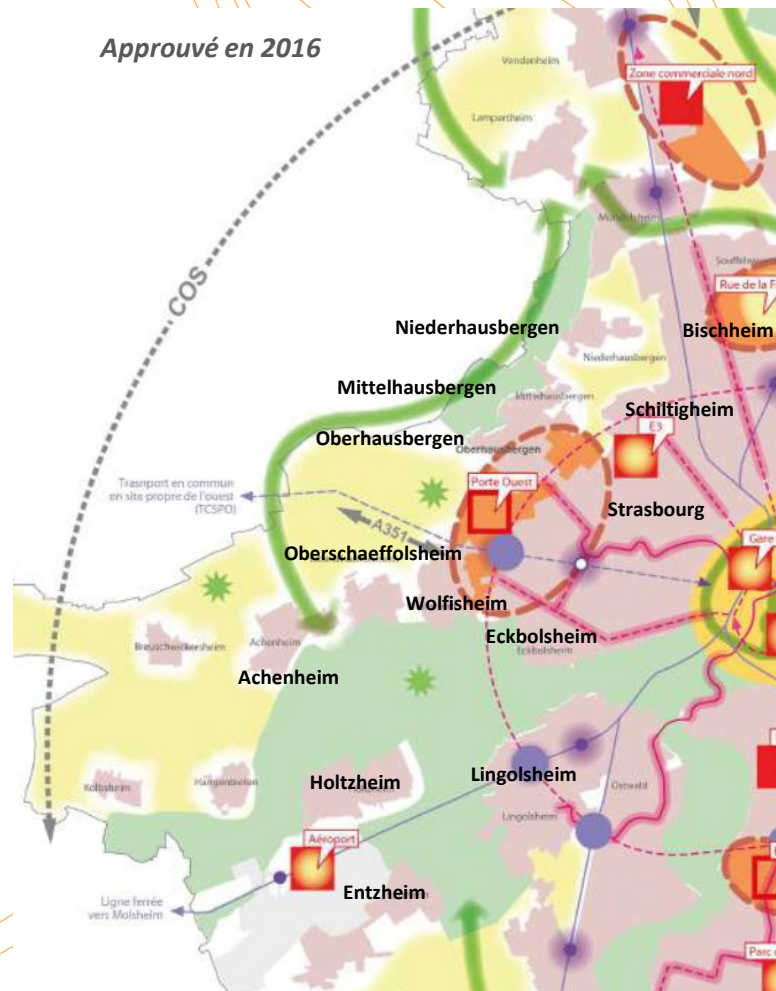 Approuvé en 2016
Vendenheim
Zone commerciale nord
Lampertheim
COS
Mundolsheim
Rue de la F
Niederhausbergen
Bischheim
Niederhausbergen
Mittelhausbergen
Mittelhausbergen
Schiltigheim
E3
Oberhausbergen
Oberhausbergen
Trasnport en commun
en site propre de l'ouest
(TCSPO)
Porte Ouest
A351
Strasbourg
Oberschaeffolsheim
Gare
Wolfisheim
Breuschwickersheim
Achenheim
Eckbolsheim
Eckbolsheim
Achenheim
Kolbsheim
Hangenbieten
Holtzheim
Lingolsheim
Ostwald
Lingolsheim
Aéroport
Entzheim
Ligne ferrée
vers Molsheim
Parc